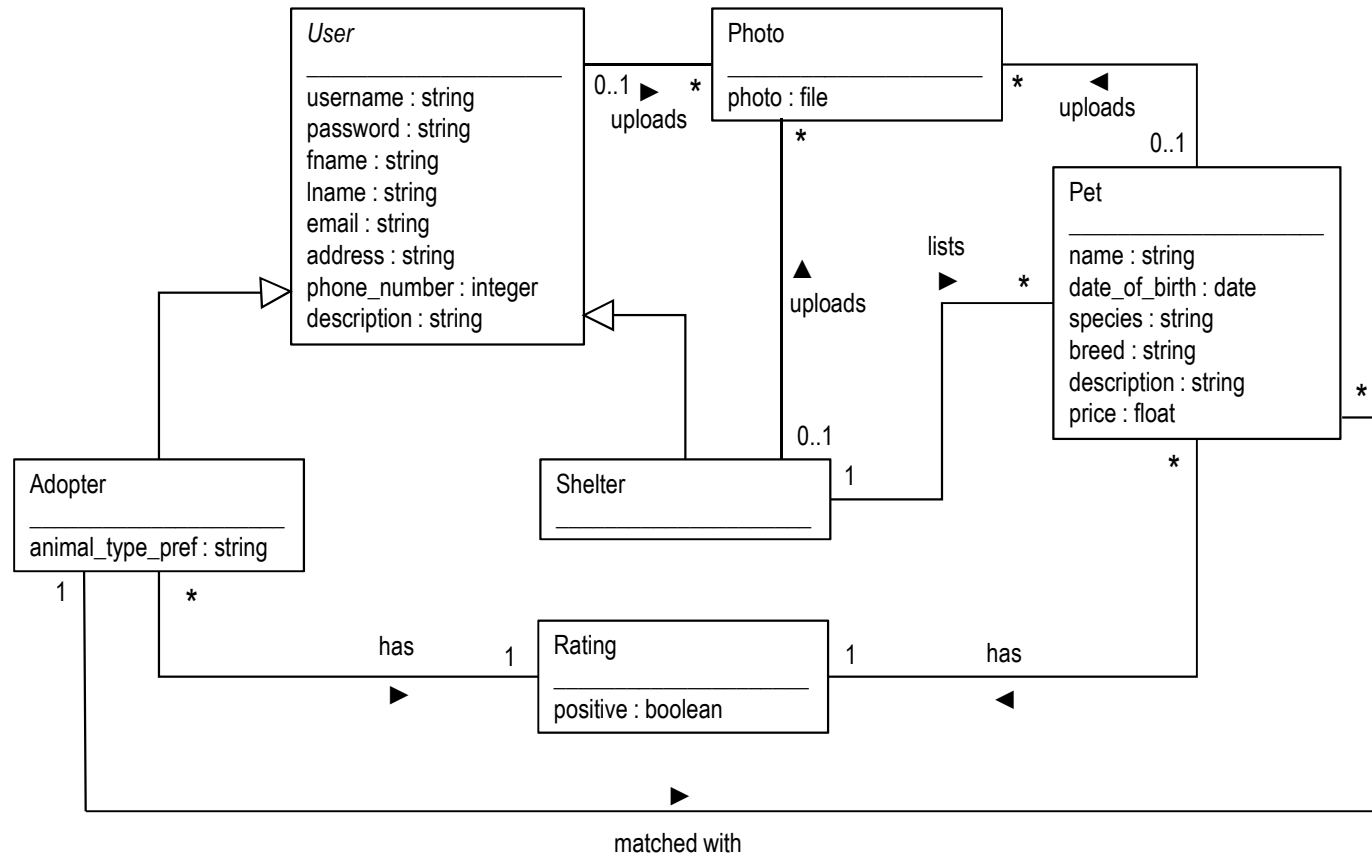 User
username : string
password : string
fname : string
lname : string
email : string
address : string
phone_number : integer
description : string
0..1
*
uploads
Photo
photo : file
*
uploads
0..1
*
uploads
0..1
Pet
name : string
date_of_birth : date
species : string
breed : string
description : string
price : float
lists
*
1
*
*
Adopter
animal_type_pref : string
Shelter
1
*
has
1
Rating
positive : boolean
1
has
matched with